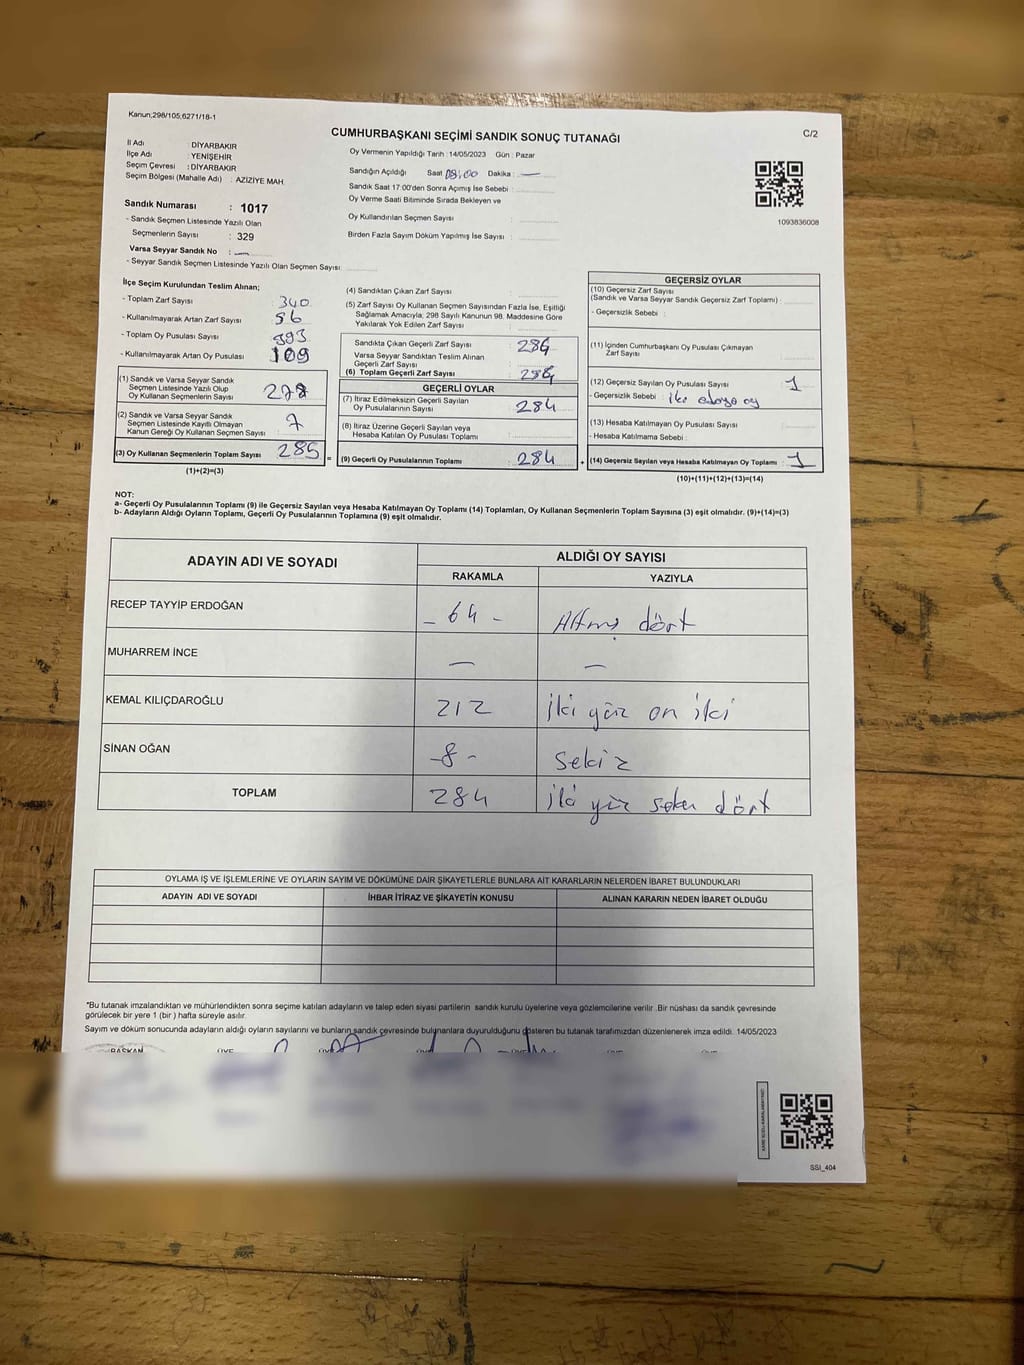 Kanun;298/105,6271/18-1
CUMHURBAŞKANI SEÇİMİ SANDIK SONUÇ TUTANAĞI
C/2
İl Adı : DİYARBAKIR
İlçe Adı : YENİŞEHİR
Seçim Çevresi : DİYARBAKIR
Seçim Bölgesi (Mahalle Adı) : AZİZİYE MAH.
Sandık Numarası : 1017
- Sandık Seçmen Listesinde Yazılı Olan
Seçmenlerin Sayısı : 329
Varsa Seyyar Sandık No : —
- Seyyar Sandık Seçmen Listesinde Yazılı Olan Seçmen Sayısı:
Oy Vermenin Yapıldığı Tarih :14/05/2023 Gün : Pazar
Sandığın Açıldığı Saat 08:00 Dakika : —
Sandık Saat 17:00'den Sonra Açımış İse Sebebi :
Oy Verme Saati Bitiminde Sırada Bekleyen ve
Oy Kullandırılan Seçmen Sayısı :
Birden Fazla Sayım Döküm Yapılmış İse Sayısı :
1093836008
İlçe Seçim Kurulundan Teslim Alınan;
- Toplam Zarf Sayısı : 340
- Kullanılmayarak Artan Zarf Sayısı : 56
- Toplam Oy Pusulası Sayısı : 393
- Kullanılmayarak Artan Oy Pusulası : 109
(1) Sandık ve Varsa Seyyar Sandık
Seçmen Listesinde Yazılı Olup
Oy Kullanan Seçmenlerin Sayısı : 278
(2) Sandık ve Varsa Seyyar Sandık
Seçmen Listesinde Kayıtlı Olmayan
Kanun Gereği Oy Kullanan Seçmen Sayısı : 7
(3) Oy Kullanan Seçmenlerin Toplam Sayısı : 285
(1)+(2)=(3)
(4) Sandıktan Çıkan Zarf Sayısı :
(5) Zarf Sayısı Oy Kullanan Seçmen Sayısından Fazla İse, Eşitliği
Sağlamak Amacıyla, 298 Sayılı Kanunun 98. Maddesine Göre
Yakılarak Yok Edilen Zarf Sayısı :
Sandıkta Çıkan Geçerli Zarf Sayısı : 284
Varsa Seyyar Sandıktan Teslim Alınan
Geçerli Zarf Sayısı :
(6) Toplam Geçerli Zarf Sayısı : 284
GEÇERLİ OYLAR
(7) İtiraz Edilmeksizin Geçerli Sayılan
Oy Pusulalarının Sayısı : 284
(8) İtiraz Üzerine Geçerli Sayılan veya
Hesaba Katılan Oy Pusulası Toplamı :
= (9) Geçerli Oy Pusulalarının Toplamı : 284
GEÇERSİZ OYLAR
(10) Geçersiz Zarf Sayısı
(Sandık ve Varsa Seyyar Sandık Geçersiz Zarf Toplamı) :
- Geçersizlik Sebebi :
(11) İçinden Cumhurbaşkanı Oy Pusulası Çıkmayan
Zarf Sayısı :
(12) Geçersiz Sayılan Oy Pusulası Sayısı : 1
- Geçersizlik Sebebi : iki adaya oy
(13) Hesaba Katılmayan Oy Pusulası Sayısı :
- Hesaba Katılmama Sebebi :
+ (14) Geçersiz Sayılan veya Hesaba Katılmayan Oy Toplamı : 1
(10)+(11)+(12)+(13)=(14)
NOT:
a- Geçerli Oy Pusulalarının Toplamı (9) ile Geçersiz Sayılan veya Hesaba Katılmayan Oy Toplamı (14) Toplamları, Oy Kullanan Seçmenlerin Toplam Sayısına (3) eşit olmalıdır. (9)+(14)=(3)
b- Adayların Aldığı Oyların Toplamı, Geçerli Oy Pusulalarının Toplamına (9) eşit olmalıdır.
ADAYIN ADI VE SOYADI ALDIĞI OY SAYISI
RAKAMLA YAZIYLA
RECEP TAYYİP ERDOĞAN - 64 - Altmış dört
MUHARREM İNCE — —
KEMAL KILIÇDAROĞLU 212 iki yüz on iki
SİNAN OĞAN -8- sekiz
TOPLAM 284 iki yüz seksen dört
OYLAMA İŞ VE İŞLEMLERİNE VE OYLARIN SAYIM VE DÖKÜMÜNE DAİR ŞİKAYETLERLE BUNLARA AİT KARARLARIN NELERDEN İBARET BULUNDUKLARI
ADAYIN ADI VE SOYADI İHBAR İTİRAZ VE ŞİKAYETİN KONUSU ALINAN KARARIN NEDEN İBARET OLDUĞU
"Bu tutanak imzalandıktan ve mühürlendikten sonra seçime katılan adayların ve talep eden siyasi partilerin sandık kurulu üyelerine veya gözlemcilerine verilir. Bir nüshası da sandık çevresinde
görülecek bir yere 1 (bir ) hafta süreyle asılır.
Sayım ve döküm sonucunda adayların aldığı oyların sayılarını ve bunların sandık çevresinde bulunanlara duyurulduğunu gösteren bu tutanak tarafımızdan düzenlenerek imza edildi. 14/05/2023
BAŞKAN
SSI_404